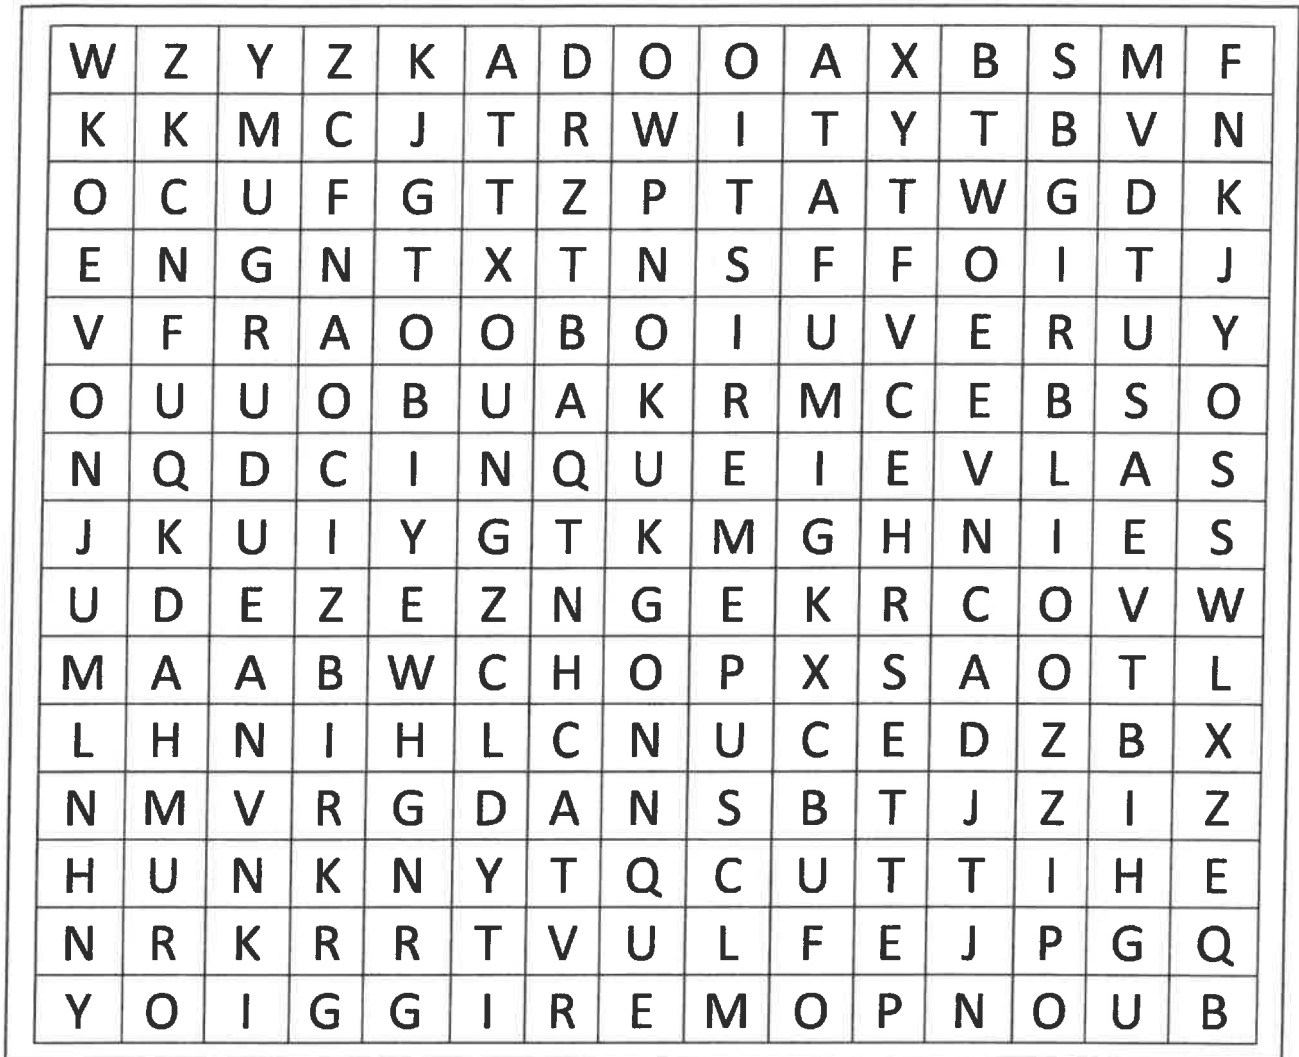 W Z Y Z K A D O O A X B S M F
K K M C J T R W I T Y T B V N
O C U F G T Z P T A T W G D K
E N G N T X T N S F F O I T J
V F R A O O B O I U V E R U Y
O U U O B U A K R M C E B S O
N Q D C I N Q U E I E V L A S
J K U I Y G T K M G H N I E S
U D E Z E Z N G E K R C O V W
M A A B W C H O P X S A O T L
L H N I H L C N U C E D Z B X
N M V R G D A N S B T J Z I Z
H U N K N Y T Q C U T T I H E
N R K R R T V U L F E J P G Q
Y O I G G I R E M O P N O U B